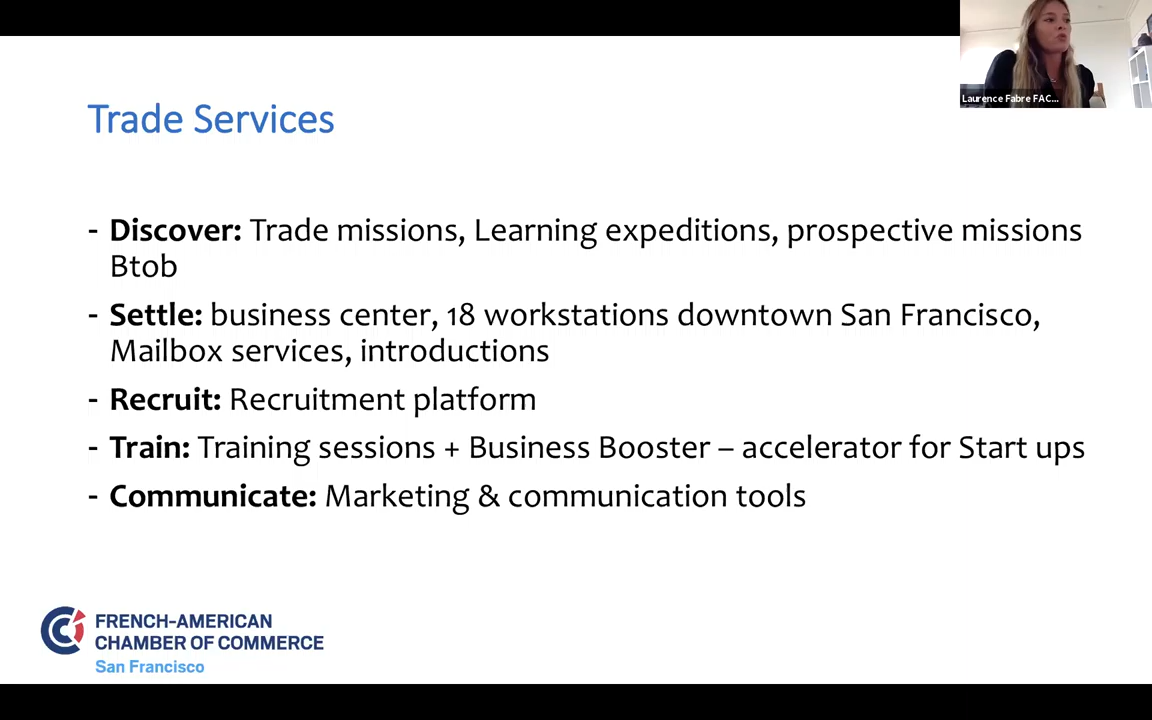 Laurence Fabre FAC...
Trade Services
- Discover: Trade missions, Learning expeditions, prospective missions
Btob
- Settle: business center, 18 workstations downtown San Francisco,
Mailbox services, introductions
- Recruit: Recruitment platform
- Train: Training sessions + Business Booster – accelerator for Start ups
- Communicate: Marketing & communication tools
FRENCH-AMERICAN
CHAMBER OF COMMERCE
San Francisco